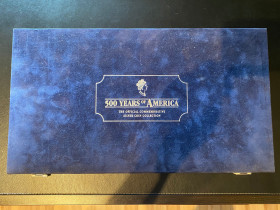 500 YEARS OF AMERICA
THE OFFICIAL COMMEMORATIVE
SILVER COIN COLLECTION